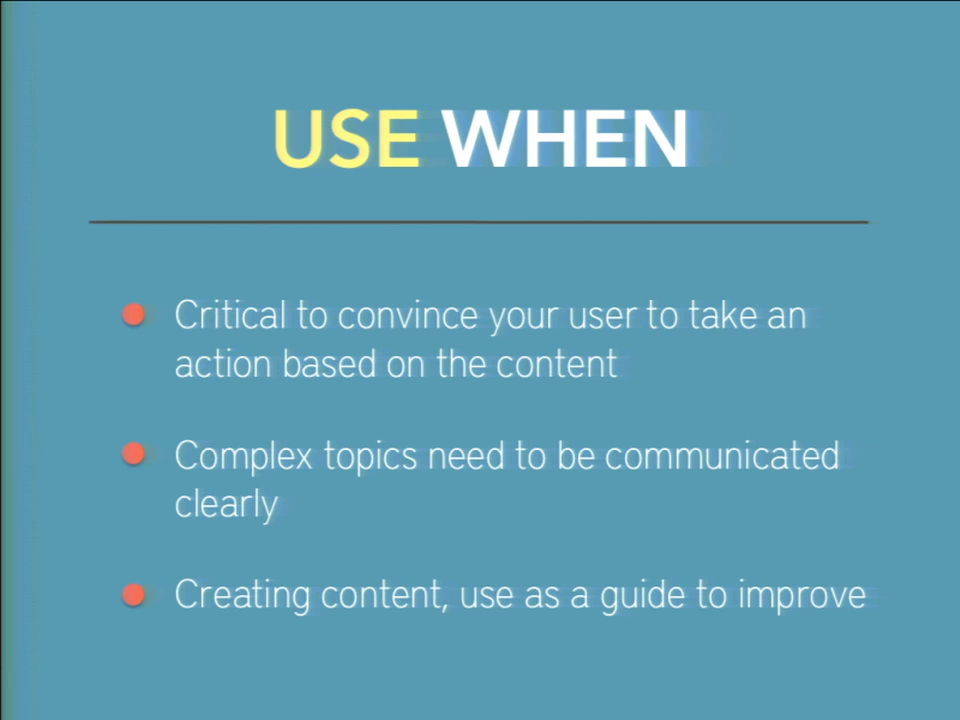 USE WHEN
Critical to convince your user to take an
action based on the content
Complex topics need to be communicated
clearly
Creating content, use as a guide to improve